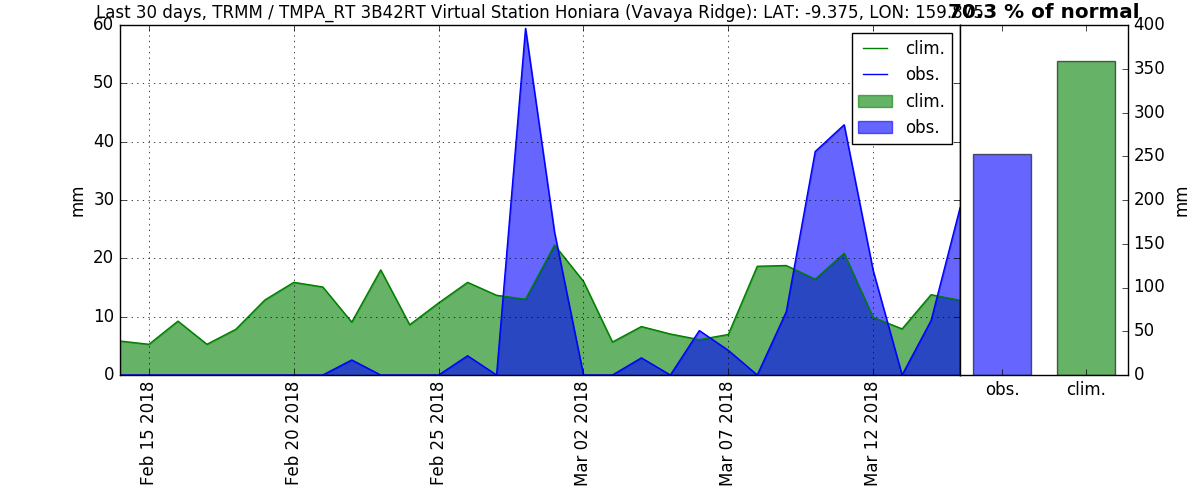 Last 30 days, TRMM / TMPA_RT 3B42RT Virtual Station Honiara (Vavaya Ridge): LAT: -9.375, LON:
70.3 % of normal
60
50
40
30
20
10
0
mm
clim.
obs.
clim.
obs.
400
350
300
250
200
150
100
50
0
mm
obs.
clim.
Feb 15 2018
Feb 20 2018
Feb 25 2018
Mar 02 2018
Mar 07 2018
Mar 12 2018